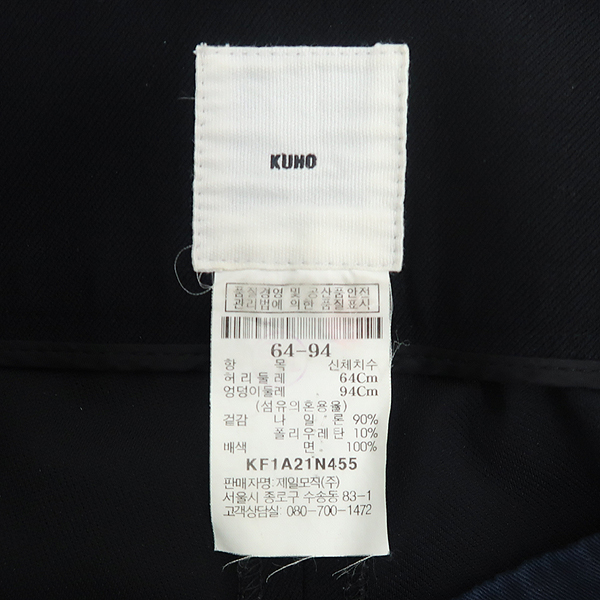 KUHO
품질경영 및 공산품안전
관리법에 의한 품질표시
64-94
항 목 신체치수
허리둘레 64Cm
엉덩이둘레 94Cm
(섬유의혼용율)
겉감 나 일 론 90%
폴리우레탄 10%
배색 면 100%
KF1A21N455
판매자명: 제일모직(주)
서울시 종로구 수송동 83-1
고객상담실: 080-700-1472